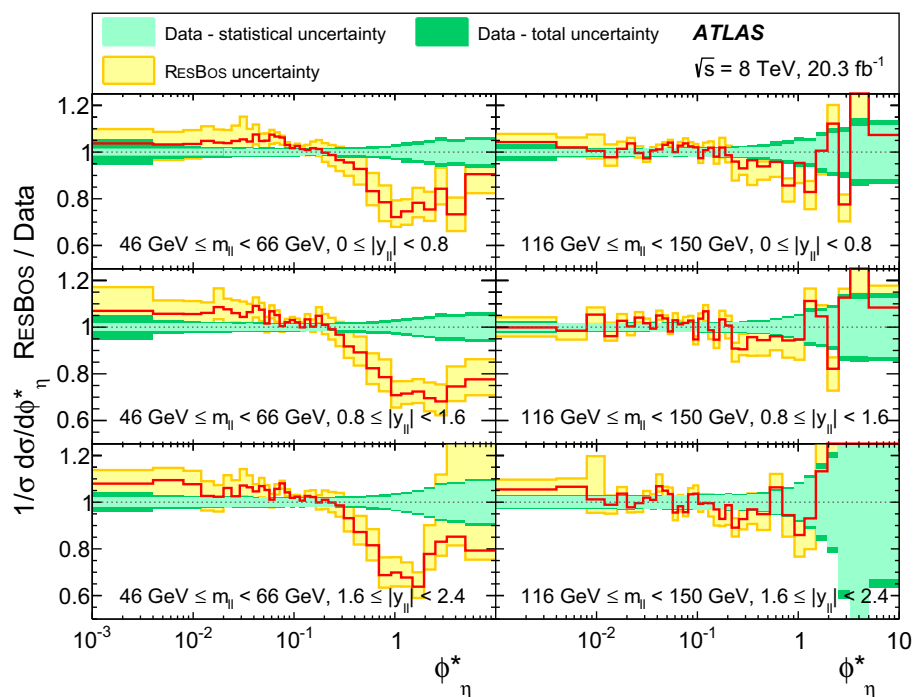 Data - statistical uncertainty
Data - total uncertainty
ATLAS
RESBOS uncertainty
√s = 8 TeV, 20.3 fb⁻¹
1/σ dσ/dϕ*η RESBOS / Data
1.2
1
0.8
0.6
46 GeV ≤ mll < 66 GeV, 0 ≤ |yll| < 0.8
10⁻² 10⁻¹ 1
116 GeV ≤ mll < 150 GeV, 0 ≤ |yll| < 0.8
1.2
1
0.8
0.6
46 GeV ≤ mll < 66 GeV, 0.8 ≤ |yll| < 1.6
116 GeV ≤ mll < 150 GeV, 0.8 ≤ |yll| < 1.6
1.2
1
0.8
0.6
46 GeV ≤ mll < 66 GeV, 1.6 ≤ |yll| < 2.4
116 GeV ≤ mll < 150 GeV, 1.6 ≤ |yll| < 2.4
10⁻³ 10⁻² 10⁻¹ 1
10⁻² 10⁻¹ 1 10
ϕ*η
ϕ*η